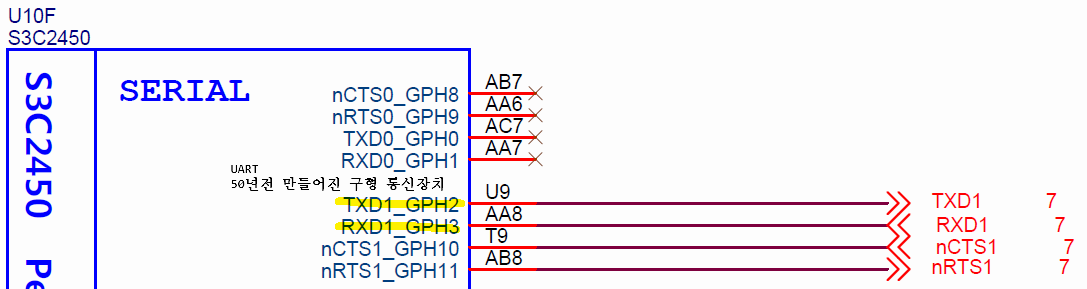 U10F
S3C2450
S3C2450 Pe
SERIAL
nCTS0_GPH8 AB7
nRTS0_GPH9 AA6
TXD0_GPH0 AC7
RXD0_GPH1 AA7
UART
50년전 만들어진 구형 통신장치
TXD1_GPH2 U9 TXD1 7
RXD1_GPH3 AA8 RXD1 7
nCTS1_GPH10 T9 nCTS1 7
nRTS1_GPH11 AB8 nRTS1 7